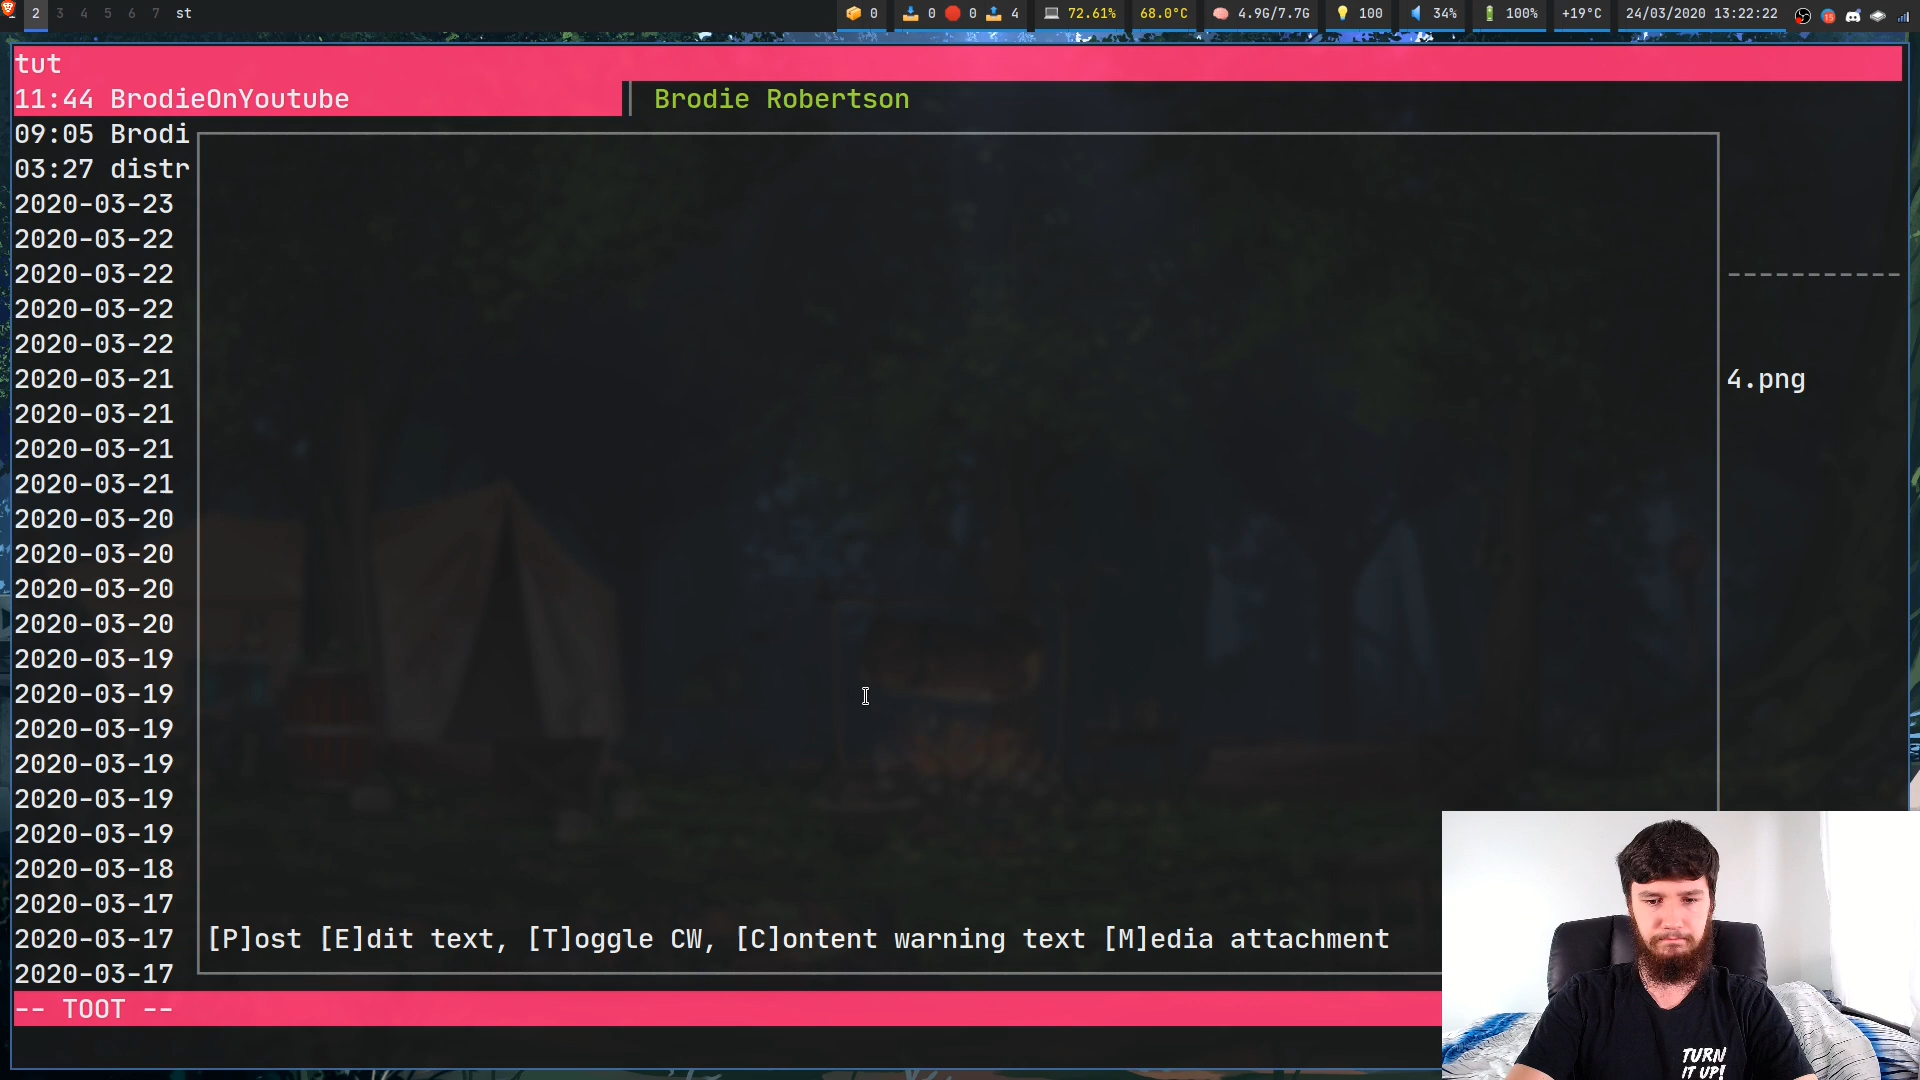 2 3 4 5 6 7 st 0 0 0 4 72.61% 68.0°C 4.9G/7.7G 100 34% 100% +19°C 24/03/2020 13:22:22 15
tut
11:44 BrodieOnYoutube Brodie Robertson
09:05 Brodi
03:27 distr
2020-03-23
2020-03-22
2020-03-22 -----------
2020-03-22
2020-03-22
2020-03-21 4.png
2020-03-21
2020-03-21
2020-03-21
2020-03-20
2020-03-20
2020-03-20
2020-03-20
2020-03-19
2020-03-19
2020-03-19
2020-03-19
2020-03-19
2020-03-19
2020-03-18
2020-03-17
2020-03-17 [P]ost [E]dit text, [T]oggle CW, [C]ontent warning text [M]edia attachment
2020-03-17
-- TOOT --
TURN
IT UP!